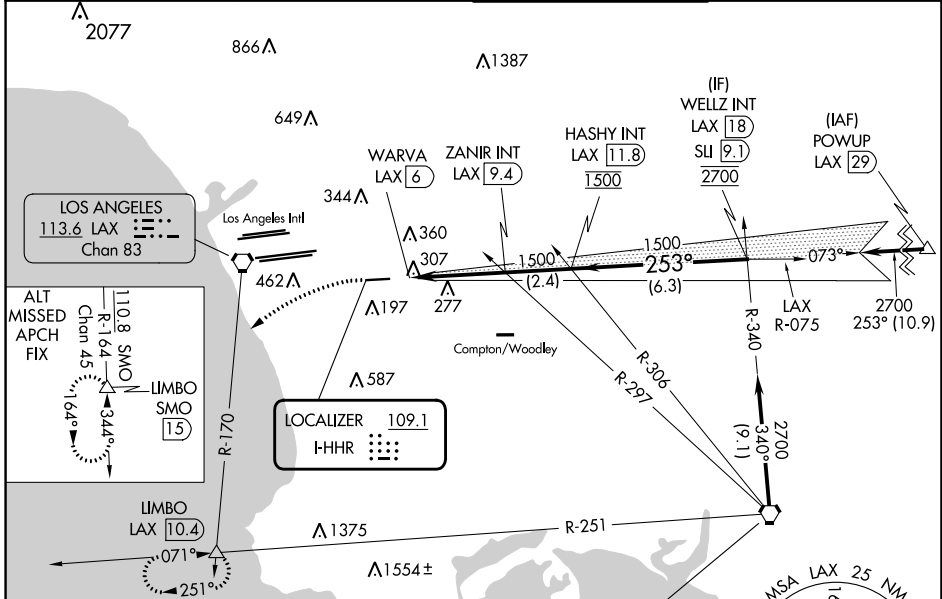 2077
866
1387
649
(IF)
WELLZ INT
LAX 18
SLI 9.1
2700
(IAF)
POWUP
LAX 29
HASHY INT
LAX 11.8
1500
ZANIR INT
LAX 9.4
WARVA
LAX 6
344
LOS ANGELES
113.6 LAX
Chan 83
Los Angeles Intl
360
307
462
197
277
1500
1500
253°
073°
(2.4)
(6.3)
LAX
R-075
2700
253° (10.9)
ALT
MISSED
APCH
FIX
110.8 SMO
R-164
Chan 45
LIMBO
SMO
15
164°
344°
Compton/Woodley
R-340
R-306
R-297
587
LOCALIZER 109.1
I-HHR
R-170
2700
340°
(9.1)
LIMBO
LAX 10.4
1375
R-251
071°
251°
1554±
MSA LAX 25 NM